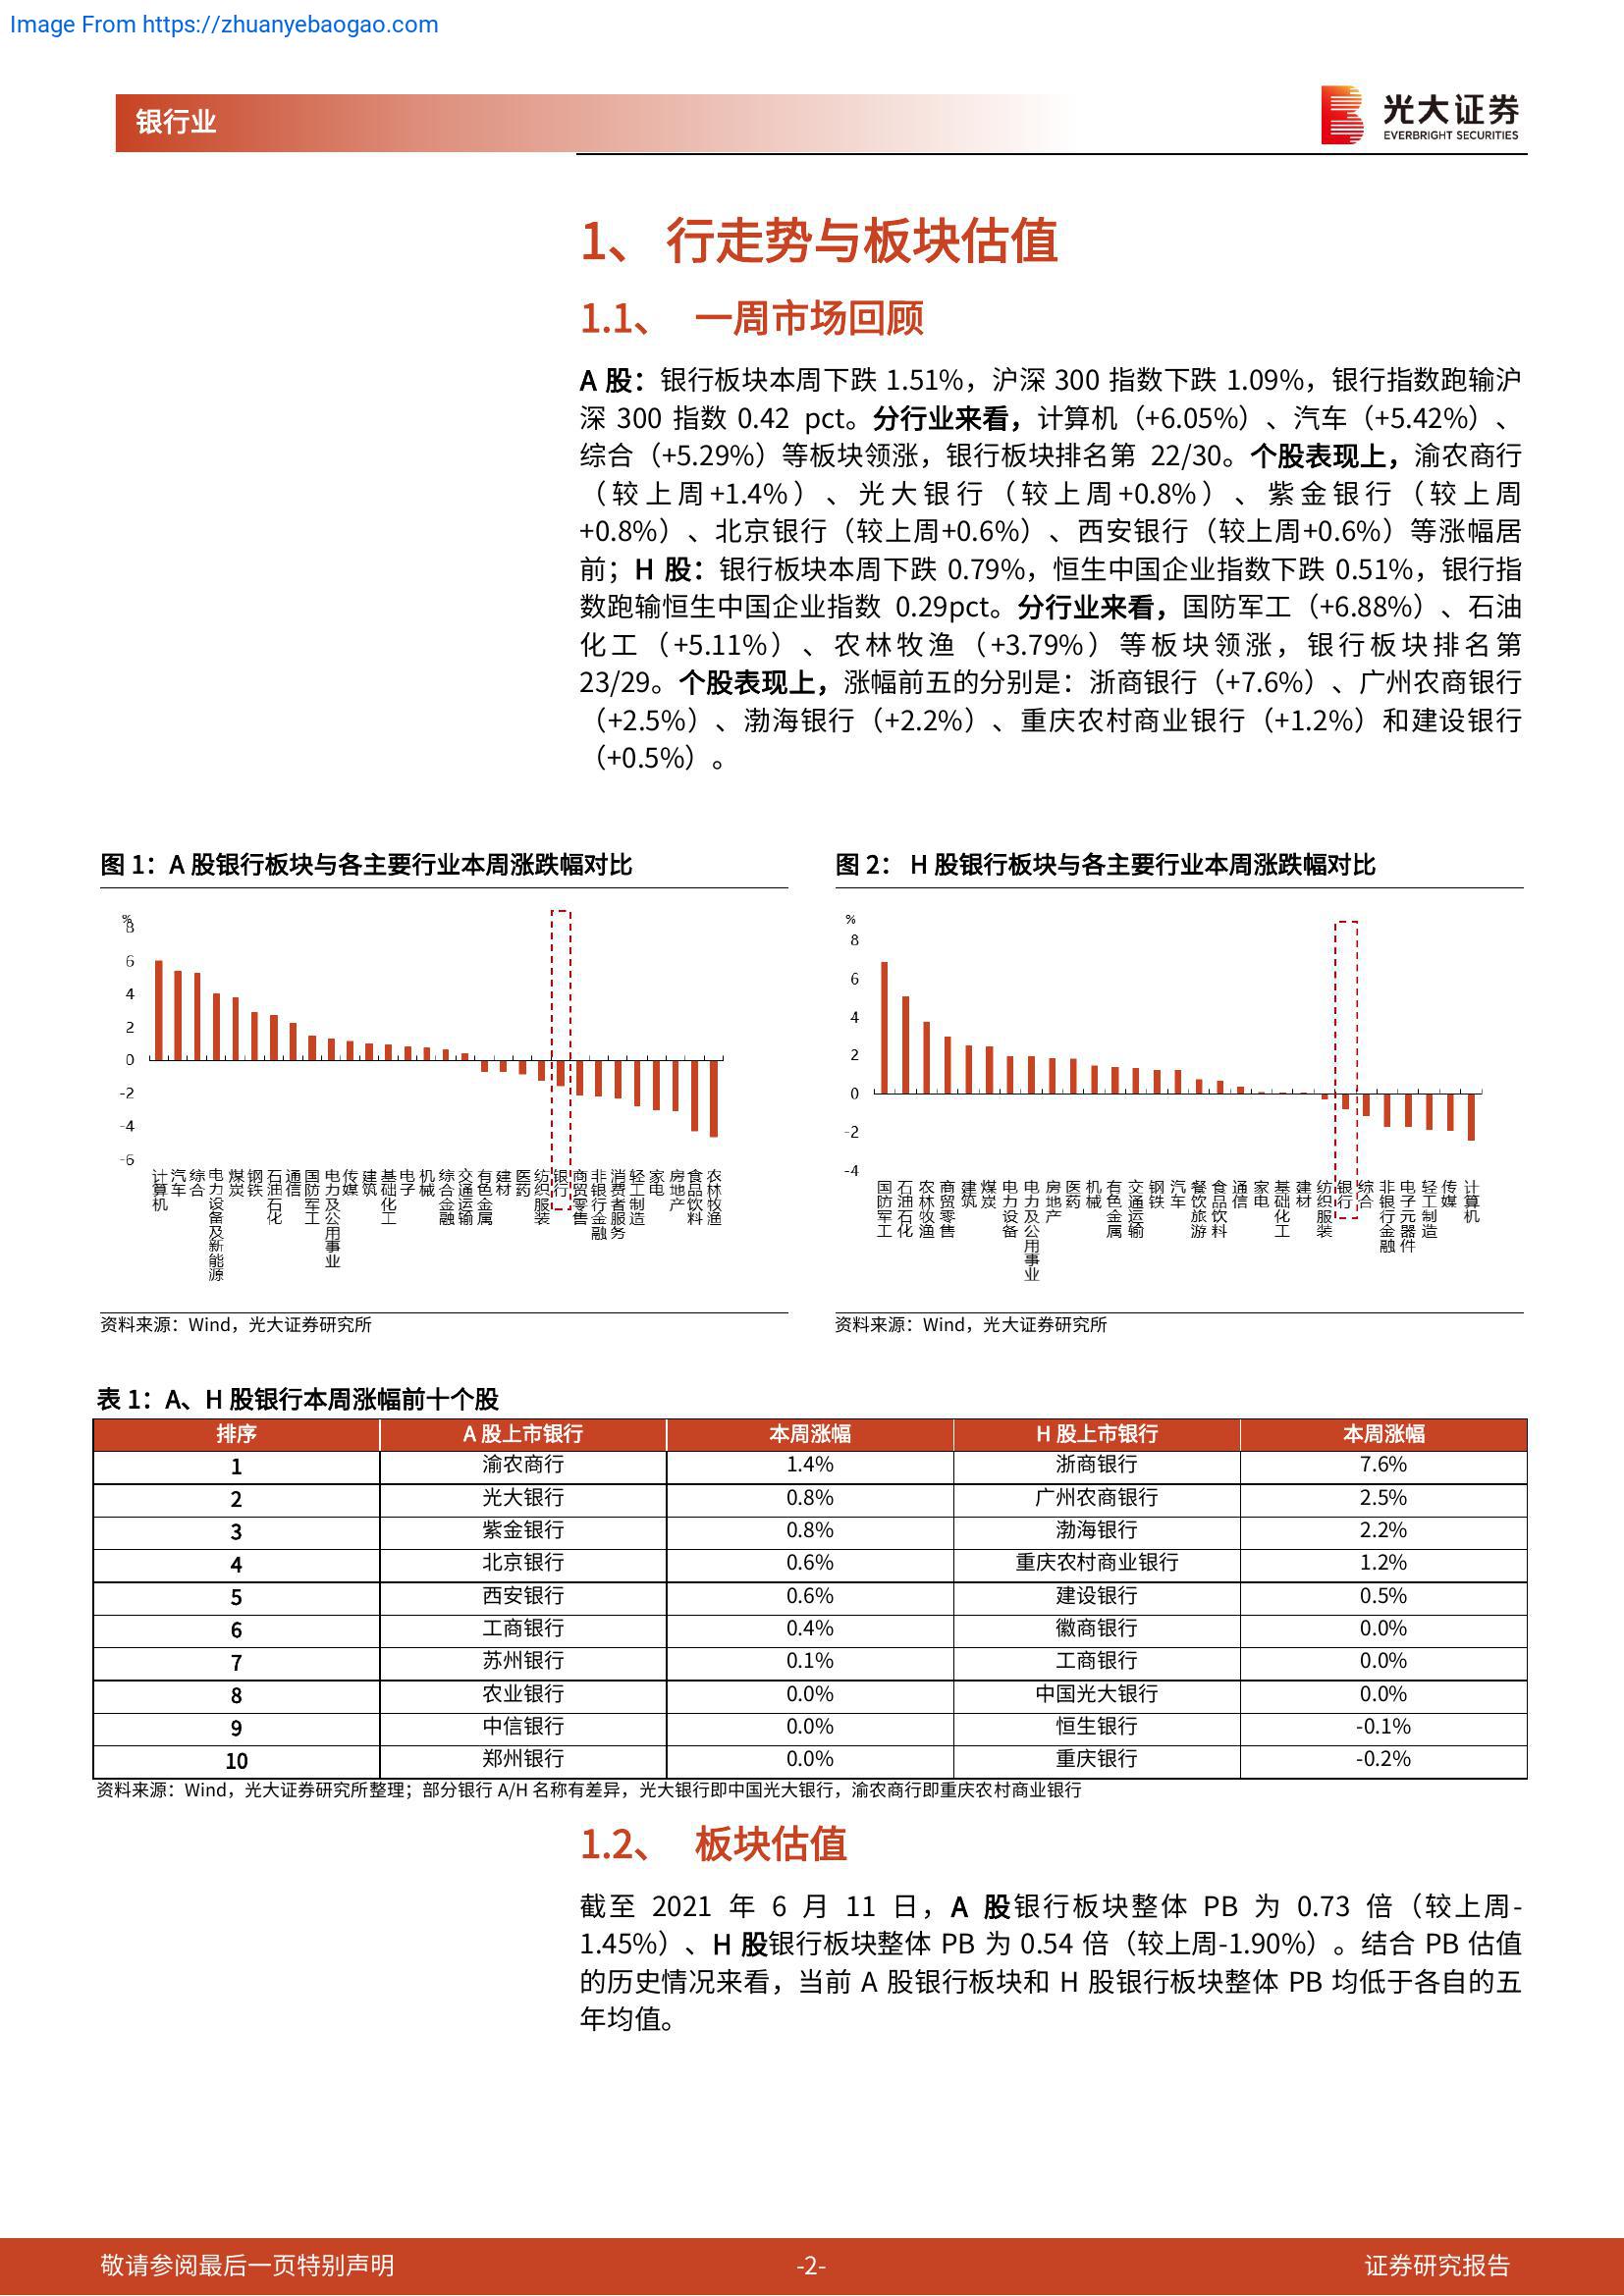 Image From https://zhuanyebaogao.com
银行业
光大证券
EVERBRIGHT SECURITIES
1、 行走势与板块估值
1.1、 一周市场回顾
A 股：银行板块本周下跌 1.51%，沪深 300 指数下跌 1.09%，银行指数跑输沪
深 300 指数 0.42 pct。分行业来看，计算机（+6.05%）、汽车（+5.42%）、
综合（+5.29%）等板块领涨，银行板块排名第 22/30。个股表现上，渝农商行
（较上周+1.4%）、光大银行（较上周+0.8%）、紫金银行（较上周
+0.8%）、北京银行（较上周+0.6%）、西安银行（较上周+0.6%）等涨幅居
前；H 股：银行板块本周下跌 0.79%，恒生中国企业指数下跌 0.51%，银行指
数跑输恒生中国企业指数 0.29pct。分行业来看，国防军工（+6.88%）、石油
化工（+5.11%）、农林牧渔（+3.79%）等板块领涨，银行板块排名第
23/29。个股表现上，涨幅前五的分别是：浙商银行（+7.6%）、广州农商银行
（+2.5%）、渤海银行（+2.2%）、重庆农村商业银行（+1.2%）和建设银行
（+0.5%）。
图 1：A 股银行板块与各主要行业本周涨跌幅对比
%
8
6
4
2
0
-2
-4
-6
计算机
汽车
综合
电力设备及新能源
煤炭
钢铁
石油石化
通信
国防军工
电力及公用事业
传媒
建筑
基础化工
电子
机械
综合金融
交通运输
有色金属
建材
医药
纺织服装
银行
商贸零售
非银行金融
消费者服务
轻工制造
家电
房地产
食品饮料
农林牧渔
资料来源：Wind，光大证券研究所
图 2： H 股银行板块与各主要行业本周涨跌幅对比
%
8
6
4
2
0
-2
-4
国防军工
石油石化
农林牧渔
商贸零售
建筑
煤炭
电力设备
电力及公用事业
房地产
医药
机械
有色金属
交通运输
钢铁
汽车
餐饮旅游
食品饮料
通信
家电
基础化工
建材
纺织服装
银行
综合
非银行金融
电子元器件
轻工制造
传媒
计算机
资料来源：Wind，光大证券研究所
表 1：A、H 股银行本周涨幅前十个股
排序 A 股上市银行 本周涨幅 H 股上市银行 本周涨幅
1 渝农商行 1.4% 浙商银行 7.6%
2 光大银行 0.8% 广州农商银行 2.5%
3 紫金银行 0.8% 渤海银行 2.2%
4 北京银行 0.6% 重庆农村商业银行 1.2%
5 西安银行 0.6% 建设银行 0.5%
6 工商银行 0.4% 徽商银行 0.0%
7 苏州银行 0.1% 工商银行 0.0%
8 农业银行 0.0% 中国光大银行 0.0%
9 中信银行 0.0% 恒生银行 -0.1%
10 郑州银行 0.0% 重庆银行 -0.2%
资料来源：Wind，光大证券研究所整理；部分银行 A/H 名称有差异，光大银行即中国光大银行，渝农商行即重庆农村商业银行
1.2、 板块估值
截至 2021 年 6 月 11 日，A 股银行板块整体 PB 为 0.73 倍（较上周-
1.45%）、H 股银行板块整体 PB 为 0.54 倍（较上周-1.90%）。结合 PB 估值
的历史情况来看，当前 A 股银行板块和 H 股银行板块整体 PB 均低于各自的五
年均值。
敬请参阅最后一页特别声明
-2-
证券研究报告